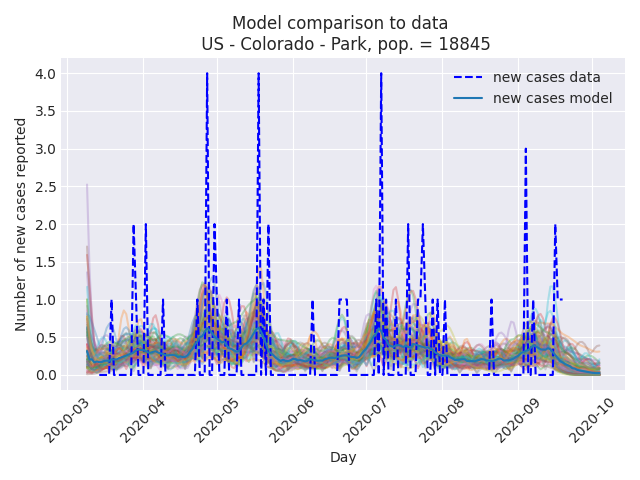 Model comparison to data
US - Colorado - Park, pop. = 18845
new cases data
new cases model
Number of new cases reported
4.0
3.5
3.0
2.5
2.0
1.5
1.0
0.5
0.0
2020-03
2020-04
2020-05
2020-06
2020-07
2020-08
2020-09
2020-10
Day